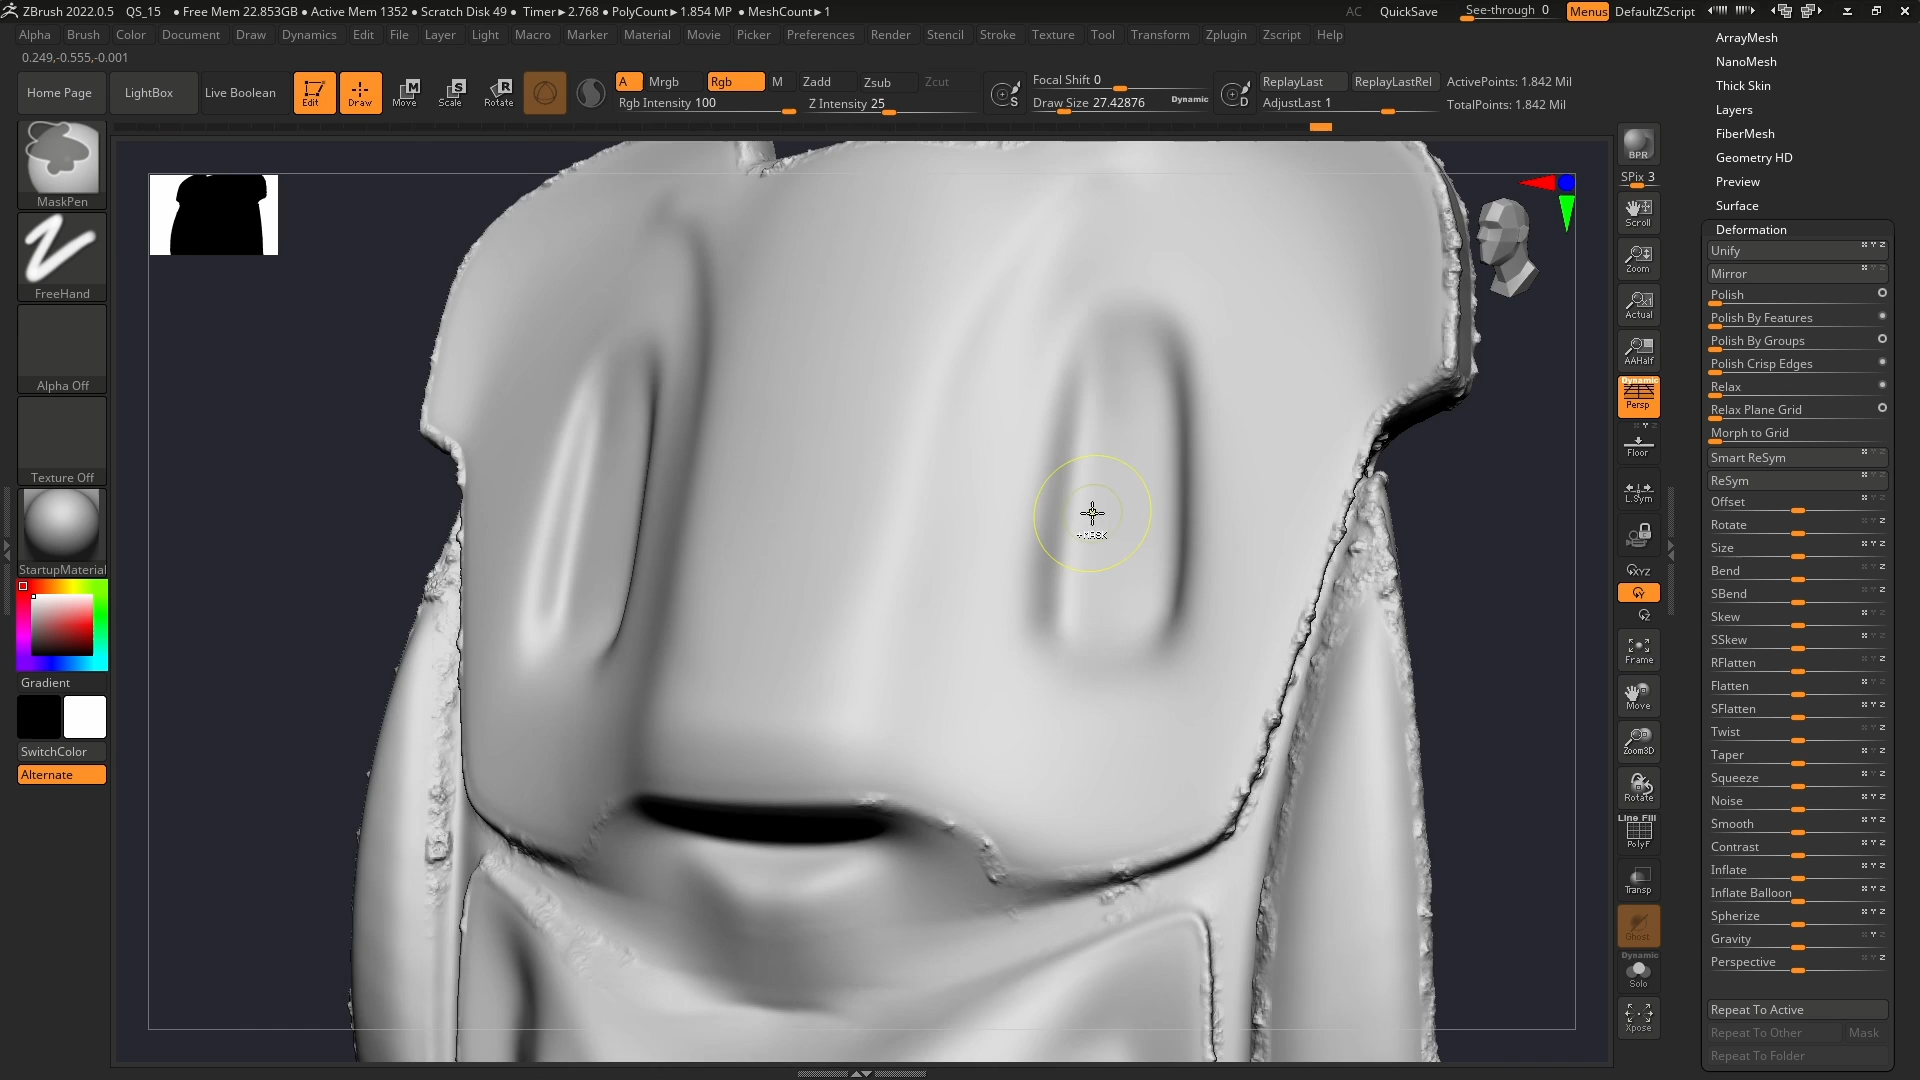 ZBrush 2022.0.5 QS_15 ● Free Mem 22.853GB ● Active Mem 1352 ● Scratch Disk 49 ● Timer►2.768 ● PolyCount►1.854 MP ● MeshCount►1 AC QuickSave See-through 0 Menus DefaultZScript
Alpha Brush Color Document Draw Dynamics Edit File Layer Light Macro Marker Material Movie Picker Preferences Render Stencil Stroke Texture Tool Transform Zplugin Zscript Help
0.249,-0.555,-0.001
Home Page LightBox Live Boolean Edit Draw Move Scale Rotate
A Mrgb Rgb M Zadd Zsub Zcut
Rgb Intensity 100 Z Intensity 25
S
Focal Shift 0
Draw Size 27.42876 Dynamic
D
ReplayLast ReplayLastRel ActivePoints: 1.842 Mil
AdjustLast 1 TotalPoints: 1.842 Mil
MaskPen
FreeHand
Alpha Off
Texture Off
StartupMaterial
Gradient
SwitchColor
Alternate
+MASK
BPR
SPix 3
Scroll
Zoom
Actual
AAHalf
Dynamic
Persp
Floor
L.Sym
XYZ
Y
Z
Frame
Move
Zoom3D
Rotate
Line Fill
PolyF
Transp
Ghost
Dynamic
Solo
Xpose
ArrayMesh
NanoMesh
Thick Skin
Layers
FiberMesh
Geometry HD
Preview
Surface
Deformation
Unify
Mirror
Polish
Polish By Features
Polish By Groups
Polish Crisp Edges
Relax
Relax Plane Grid
Morph to Grid
Smart ReSym
ReSym
Offset
Rotate
Size
Bend
SBend
Skew
SSkew
RFlatten
Flatten
SFlatten
Twist
Taper
Squeeze
Noise
Smooth
Contrast
Inflate
Inflate Balloon
Spherize
Gravity
Perspective
Repeat To Active
Repeat To Other Mask
Repeat To Folder